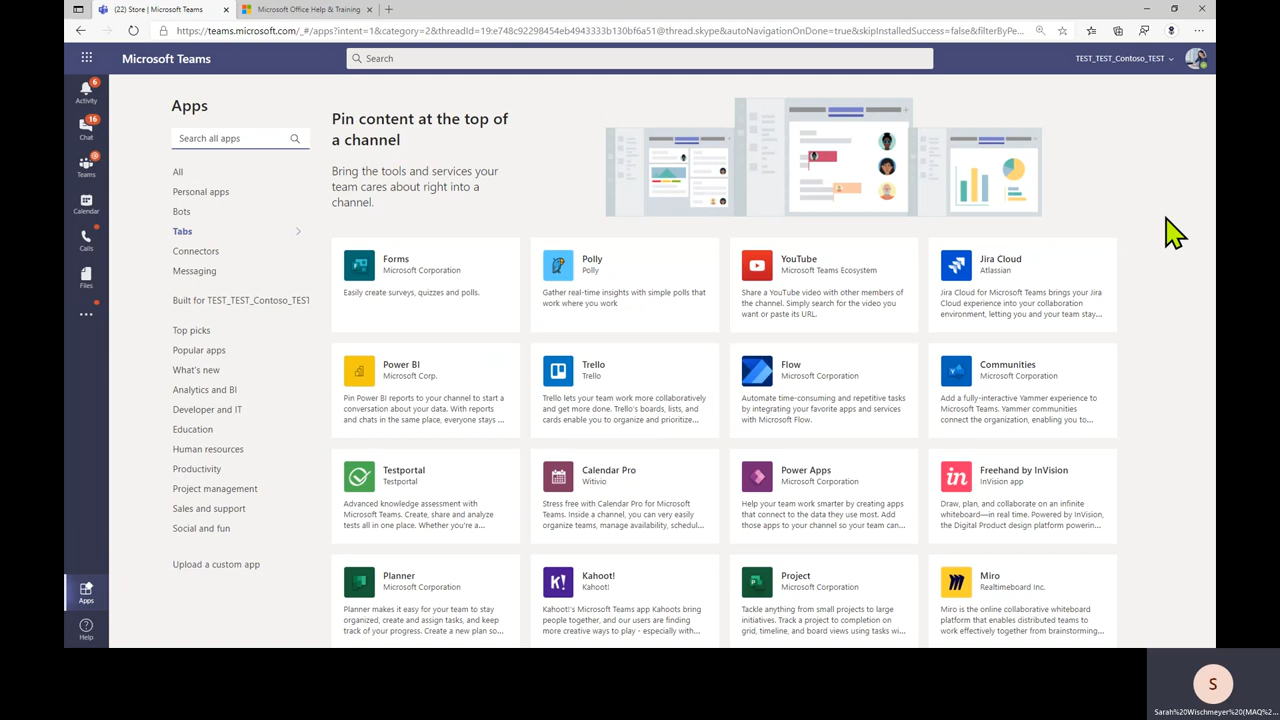 (22) Store | Microsoft Teams
Microsoft Office Help & Training
https://teams.microsoft.com/_#/apps?intent=1&category=2&threadId=19:e748c92298454eb4943333b130bf6a51@thread.skype&autoNavigationOnDone=true&skipInstalledSuccess=false&filterByPe...
Microsoft Teams
Search
TEST_TEST_Contoso_TEST
6
Activity
16
Chat
Teams
Calendar
Calls
Files
Apps
Help
Apps
Search all apps
All
Personal apps
Bots
Tabs
Connectors
Messaging
Built for TEST_TEST_Contoso_TEST
Top picks
Popular apps
What's new
Analytics and BI
Developer and IT
Education
Human resources
Productivity
Project management
Sales and support
Social and fun
Upload a custom app
Pin content at the top of
a channel
Bring the tools and services your
team cares about right into a
channel.
Forms
Microsoft Corporation
Easily create surveys, quizzes and polls.
Polly
Polly
Gather real-time insights with simple polls that
work where you work
YouTube
Microsoft Teams Ecosystem
Share a YouTube video with other members of
the channel. Simply search for the video you
want or paste its URL.
Jira Cloud
Atlassian
Jira Cloud for Microsoft Teams brings your Jira
Cloud experience into your collaboration
environment, letting you and your team stay...
Power BI
Microsoft Corp.
Pin Power BI reports to your channel to start a
conversation about your data. With reports
and chats in the same place, everyone stays ...
Trello
Trello
Trello lets your team work more collaboratively
and get more done. Trello's boards, lists, and
cards enable you to organize and prioritize...
Flow
Microsoft Corporation
Automate time-consuming and repetitive tasks
by integrating your favorite apps and services
with Microsoft Flow.
Communities
Microsoft Corporation
Add a fully-interactive Yammer experience to
Microsoft Teams. Yammer communities
connect the organization, enabling you to...
Testportal
Testportal
Advanced knowledge assessment with
Microsoft Teams. Create, share and analyze
tests all in one place. Whether you're a...
Calendar Pro
Witivio
Stress free with Calendar Pro for Microsoft
Teams. Inside a channel, you can very easily
organize teams, manage availability, schedul...
Power Apps
Microsoft Corporation
Help your team work smarter by creating apps
that connect to the data they use most. Add
those apps to your channel so your team can...
in
Freehand by InVision
InVision app
Draw, plan, and collaborate on an infinite
whiteboard—in real time. Powered by InVision,
the Digital Product design platform powerin...
Planner
Microsoft Corporation
Planner makes it easy for your team to stay
organized, create and assign tasks, and keep
track of your progress. Create a new plan so...
K!
Kahoot!
Kahoot!
Kahoot!'s Microsoft Teams app Kahoots bring
people together, and our users are finding
more creative ways to play - especially with...
Project
Microsoft Corporation
Tackle anything from small projects to large
initiatives. Track a project to completion on
grid, timeline, and board views using tasks wi...
Miro
Realtimeboard Inc.
Miro is the online collaborative whiteboard
platform that enables distributed teams to
work effectively together from brainstorming...
S
Sarah%20Wischmeyer%20(MAQ%2...